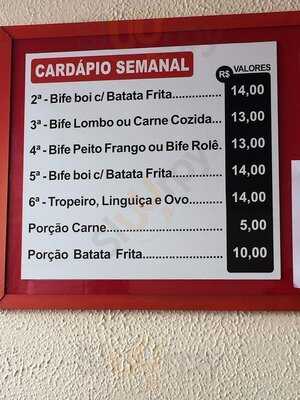 CARDÁPIO SEMANAL
R$ VALORES
2ª - Bife boi c/ Batata Frita............... 14,00
3ª - Bife Lombo ou Carne Cozida... 13,00
4ª - Bife Peito Frango ou Bife Rolê. 13,00
5ª - Bife boi c/ Batata Frita............... 14,00
6ª - Tropeiro, Linguiça e Ovo.......... 14,00
Porção Carne.................................. 5,00
Porção Batata Frita........................ 10,00